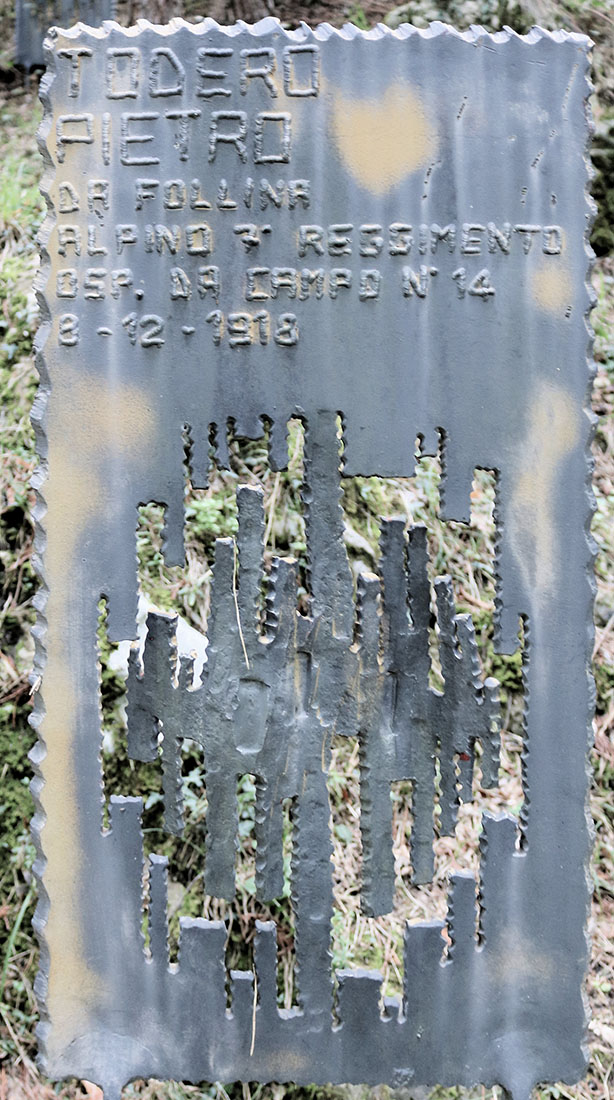 TODERO
PIETRO
DA FOLLINA
ALPINO 7° REGGIMENTO
OSP. DA CAMPO N° 14
8-12-1918